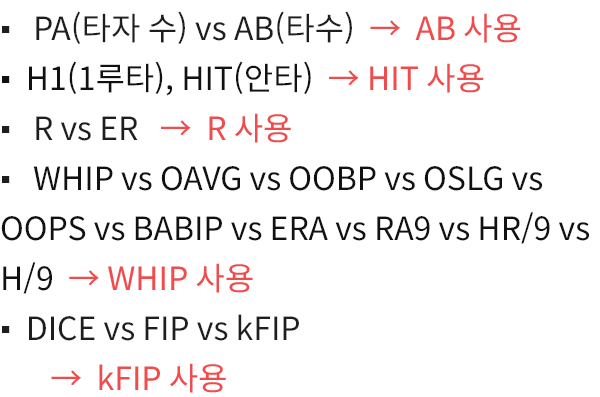 ▪ PA(타자 수) vs AB(타수) → AB 사용
▪ H1(1루타), HIT(안타) → HIT 사용
▪ R vs ER → R 사용
▪ WHIP vs OAVG vs OOBP vs OSLG vs
OOPS vs BABIP vs ERA vs RA9 vs HR/9 vs
H/9 → WHIP 사용
▪ DICE vs FIP vs kFIP
→ kFIP 사용